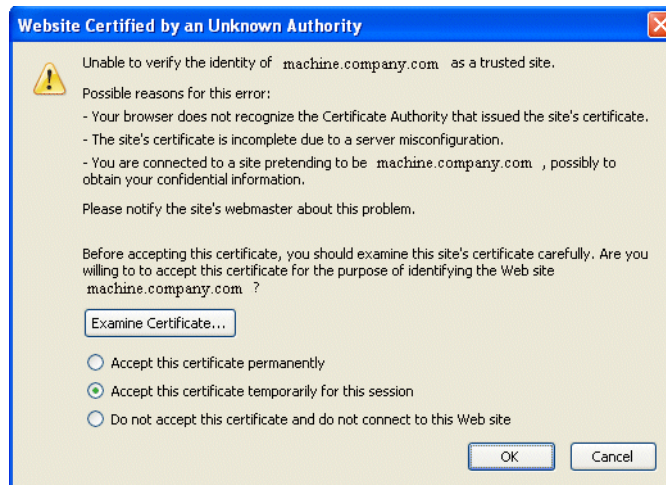 Website Certified by an Unknown Authority
Unable to verify the identity of machine.company.com as a trusted site.
Possible reasons for this error:
- Your browser does not recognize the Certificate Authority that issued the site's certificate.
- The site's certificate is incomplete due to a server misconfiguration.
- You are connected to a site pretending to be machine.company.com , possibly to
obtain your confidential information.
Please notify the site's webmaster about this problem.
Before accepting this certificate, you should examine this site's certificate carefully. Are you
willing to to accept this certificate for the purpose of identifying the Web site
machine.company.com ?
Examine Certificate...
Accept this certificate permanently
Accept this certificate temporarily for this session
Do not accept this certificate and do not connect to this Web site
OK Cancel